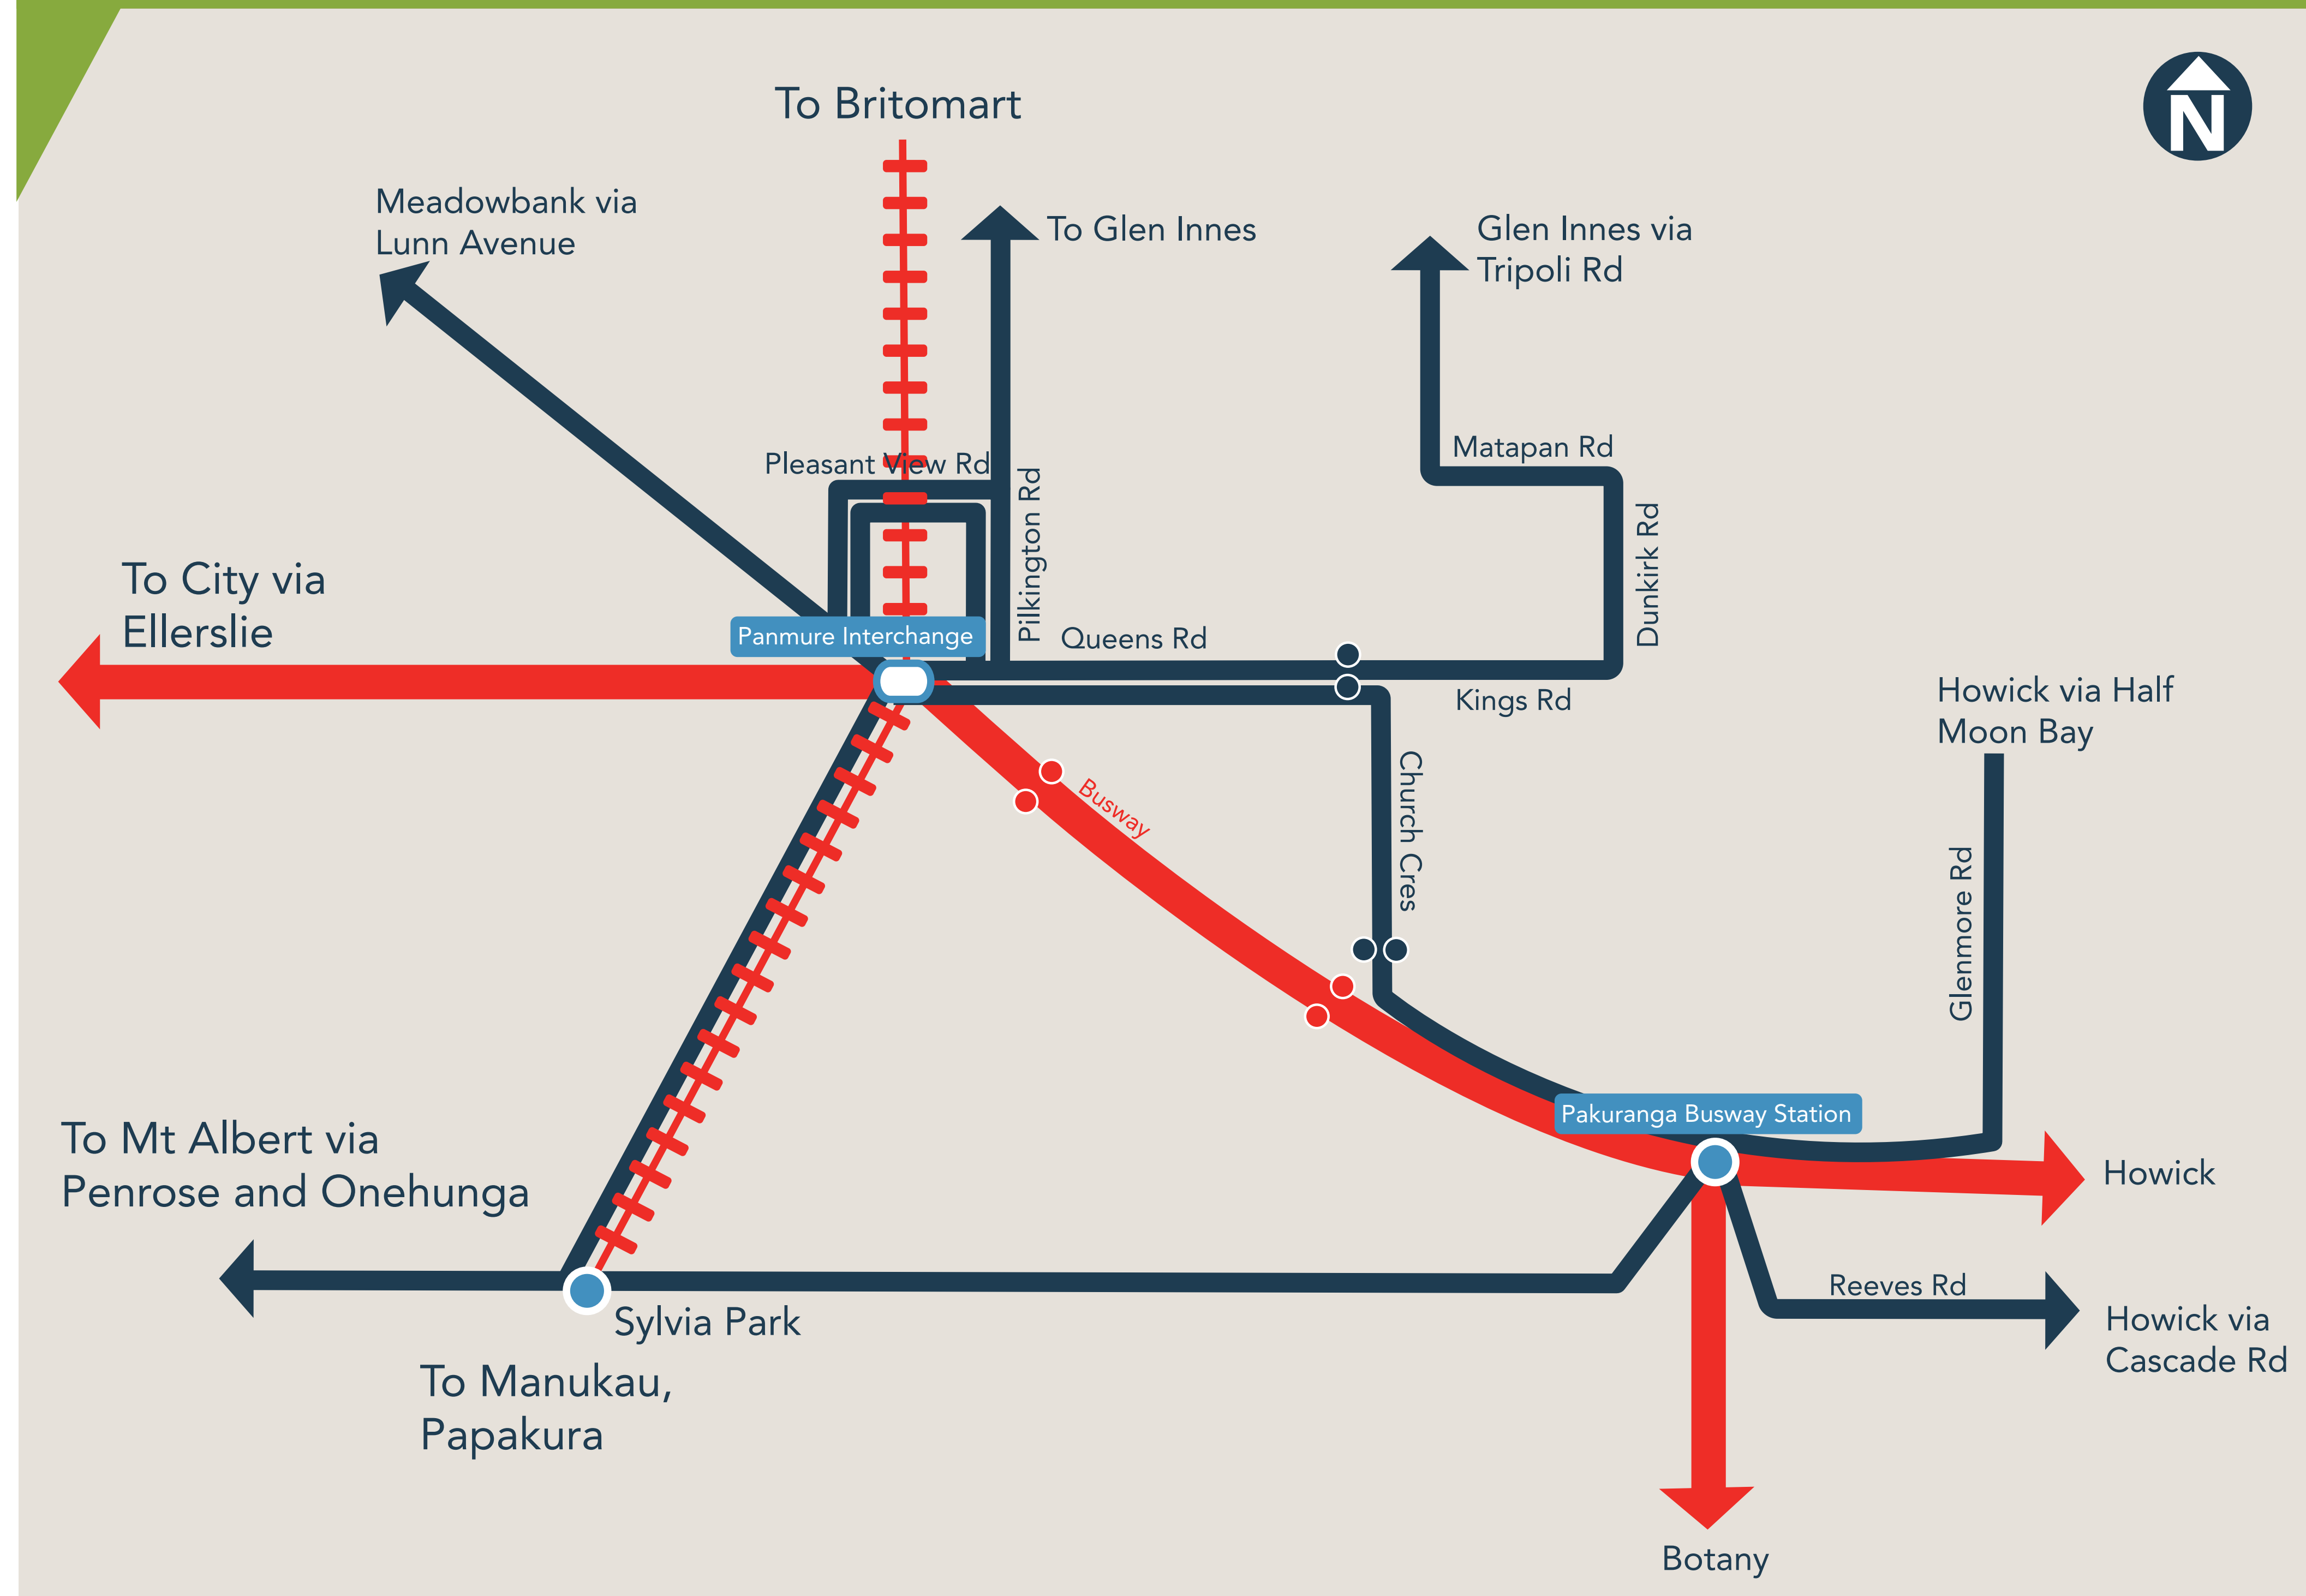 N
To Britomart
Meadowbank via
Lunn Avenue
To Glen Innes
Glen Innes via
Tripoli Rd
Pleasant View Rd
Matapan Rd
Pilkington Rd
Dunkirk Rd
To City via
Ellerslie
Panmure Interchange
Queens Rd
Kings Rd
Howick via Half
Moon Bay
Busway
Church Cres
Glenmore Rd
Pakuranga Busway Station
To Mt Albert via
Penrose and Onehunga
Howick
Reeves Rd
Sylvia Park
Howick via
Cascade Rd
To Manukau,
Papakura
Botany